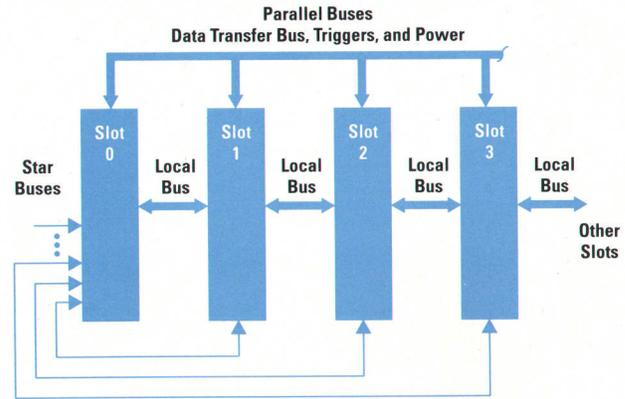 Parallel Buses
Data Transfer Bus, Triggers, and Power
Slot
0
Slot
1
Slot
2
Slot
3
Star
Buses
Local
Bus
Local
Bus
Local
Bus
Local
Bus
Other
Slots